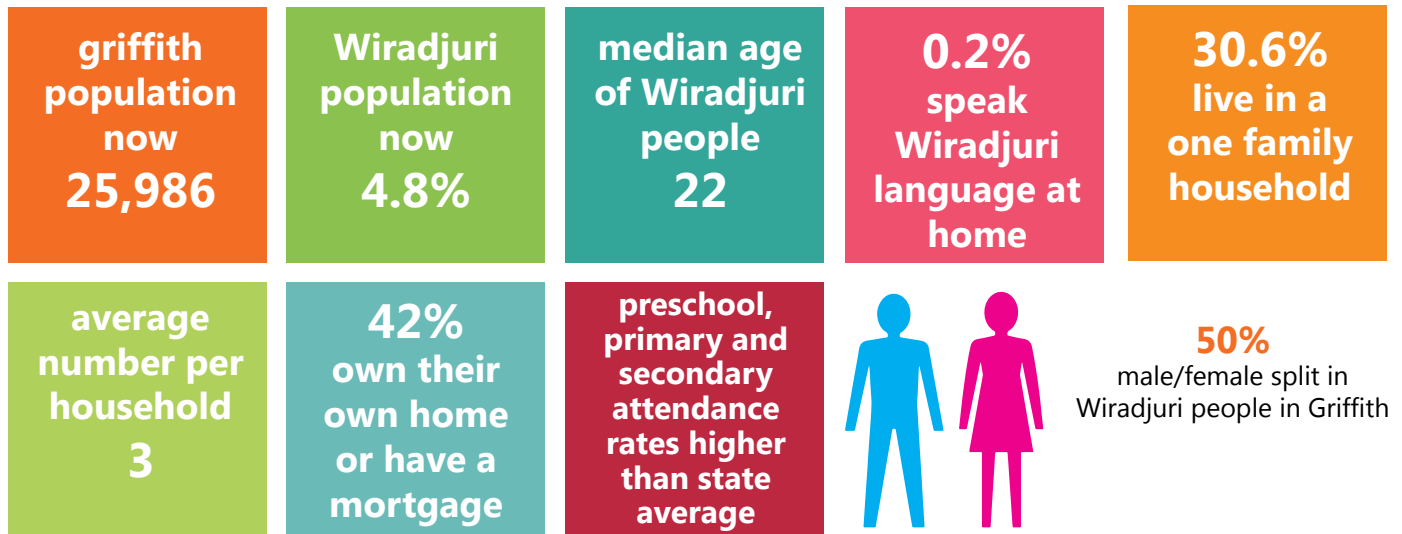 griffith
population
now
25,986
Wiradjuri
population
now
4.8%
median age
of Wiradjuri
people
22
0.2%
speak
Wiradjuri
language at
home
30.6%
live in a
one family
household
average
number per
household
3
42%
own their
own home
or have a
mortgage
preschool,
primary and
secondary
attendance
rates higher
than state
average
50%
male/female split in
Wiradjuri people in Griffith